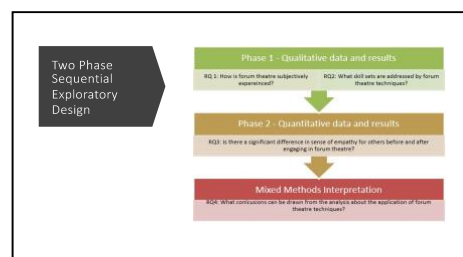 Two Phase
Sequential
Exploratory
Design
Phase 1 - Qualitative data and results
RQ 1: How is forum theatre subjectively
experienced?
RQ2: What skill sets are addressed by forum
theatre techniques?
Phase 2 - Quantitative data and results
RQ3: Is there a significant difference in sense of empathy for others before and after
engaging in forum theatre?
Mixed Methods Interpretation
RQ4: What conclusions can be drawn from the analysis about the application of forum
theatre techniques?